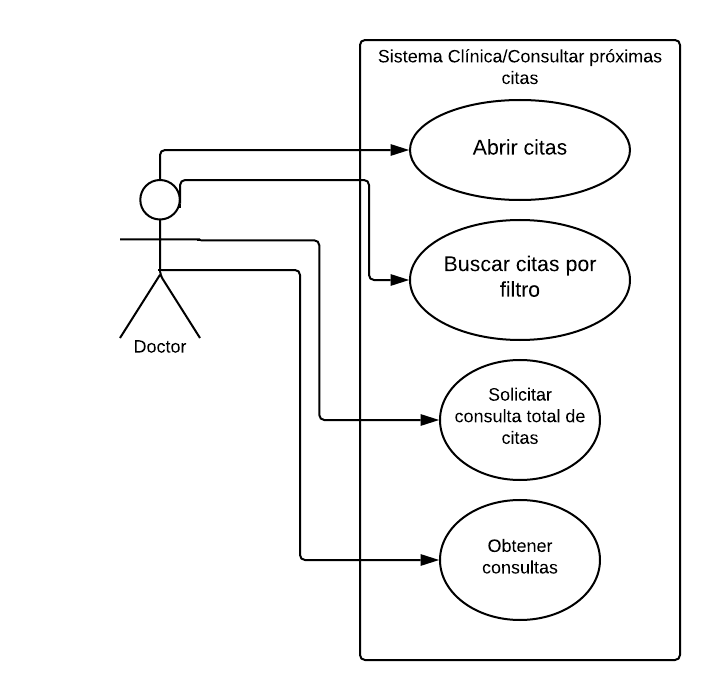 Sistema Clínica/Consultar próximas
citas
Abrir citas
Buscar citas por
filtro
Doctor
Solicitar
consulta total de
citas
Obtener
consultas